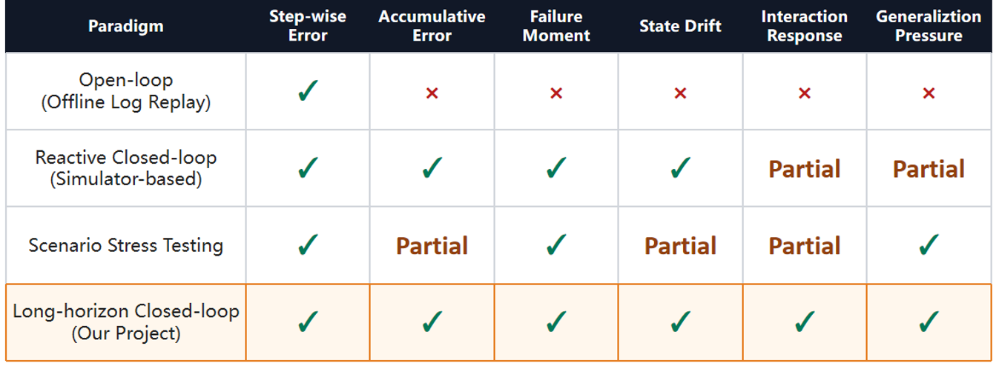 Paradigm
Step-wise
Error
Accumulative
Error
Failure
Moment
State Drift
Interaction
Response
Generaliztion
Pressure
Open-loop
(Offline Log Replay)
✓
×
×
×
×
×
Reactive Closed-loop
(Simulator-based)
✓
✓
✓
✓
Partial
Partial
Scenario Stress Testing
✓
Partial
✓
Partial
Partial
✓
Long-horizon Closed-loop
(Our Project)
✓
✓
✓
✓
✓
✓